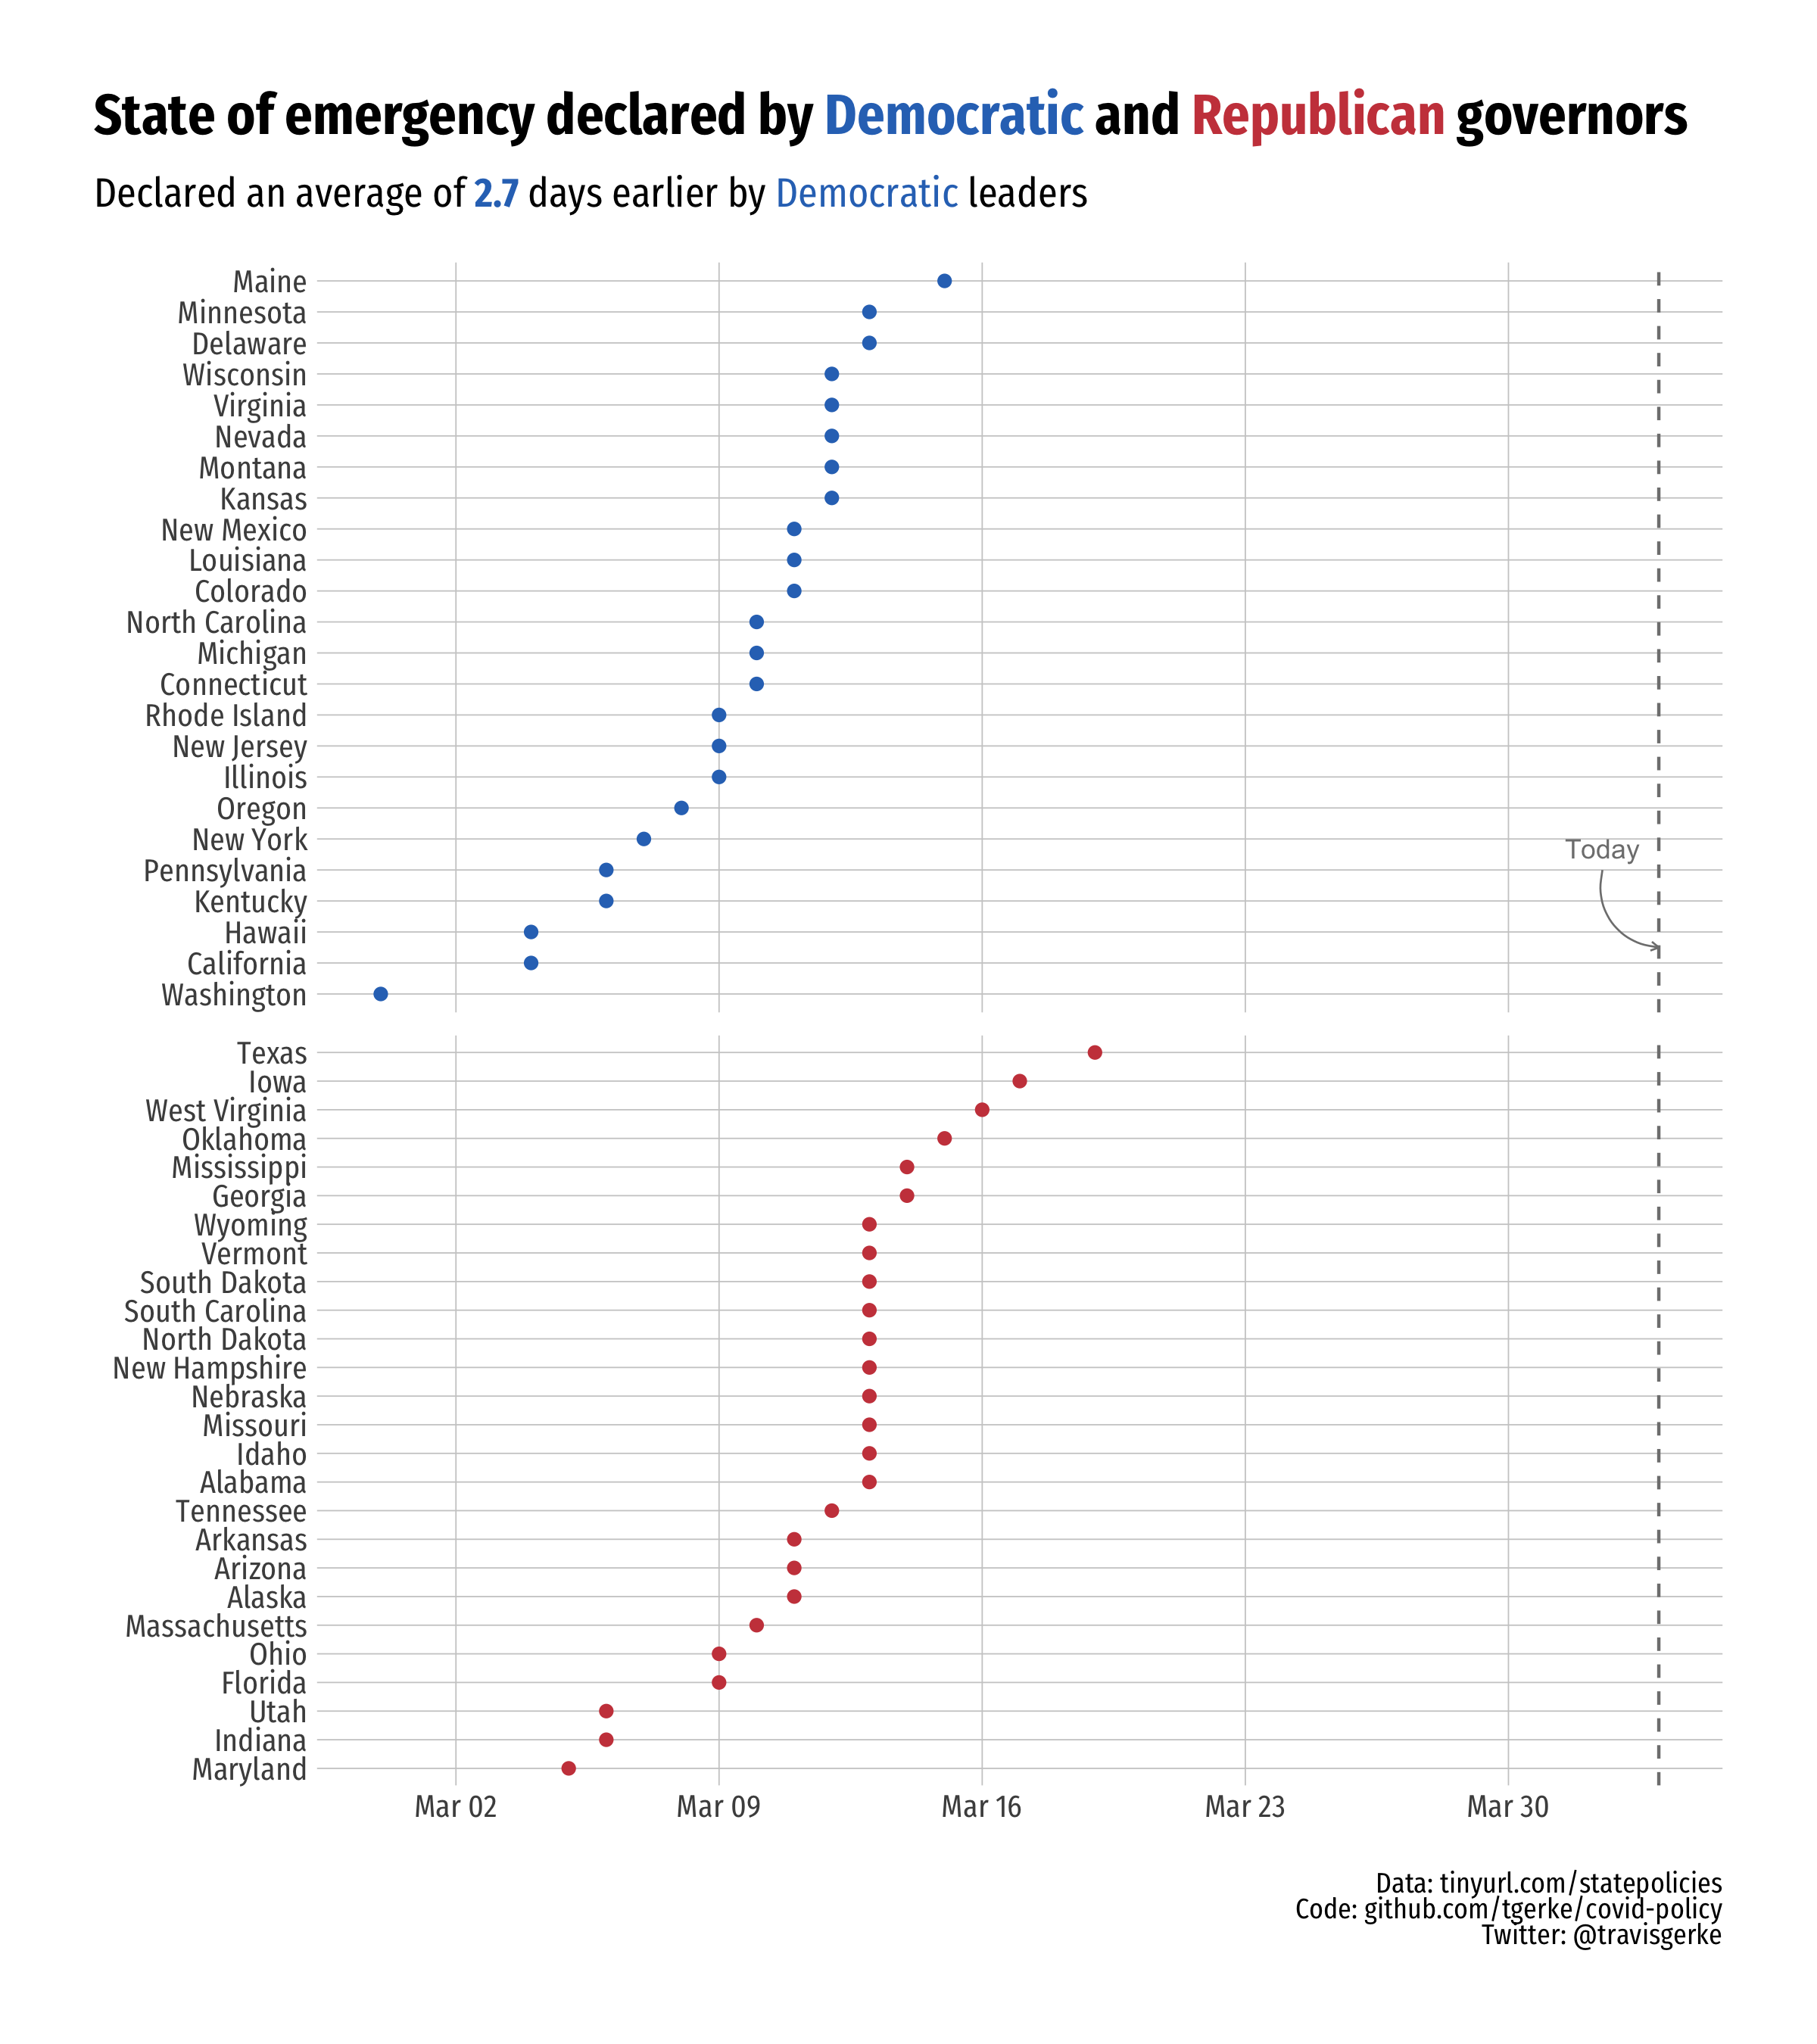 State of emergency declared by Democratic and Republican governors
Declared an average of 2.7 days earlier by Democratic leaders
Maine
Minnesota
Delaware
Wisconsin
Virginia
Nevada
Montana
Kansas
New Mexico
Louisiana
Colorado
North Carolina
Michigan
Connecticut
Rhode Island
New Jersey
Illinois
Oregon
New York
Today
Pennsylvania
Kentucky
Hawaii
California
Washington
Texas
Iowa
West Virginia
Oklahoma
Mississippi
Georgia
Wyoming
Vermont
South Dakota
South Carolina
North Dakota
New Hampshire
Nebraska
Missouri
Idaho
Alabama
Tennessee
Arkansas
Arizona
Alaska
Massachusetts
Ohio
Florida
Utah
Indiana
Maryland
Mar 02 Mar 09 Mar 16 Mar 23 Mar 30
Data: tinyurl.com/statepolicies
Code: github.com/tgerke/covid-policy
Twitter: @travisgerke